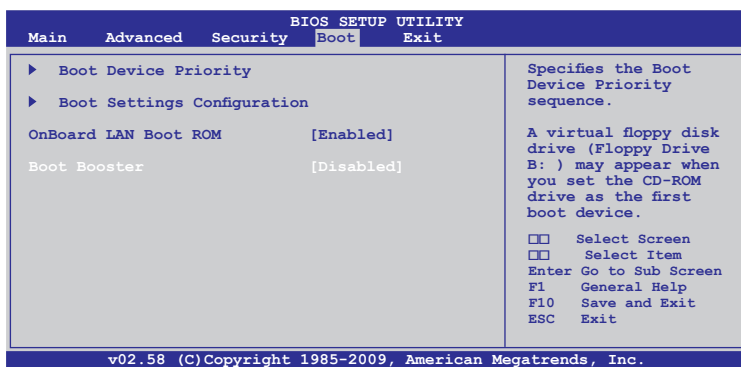 BIOS SETUP UTILITY
Main Advanced Security Boot Exit
Boot Device Priority
Boot Settings Configuration
OnBoard LAN Boot ROM [Enabled]
Boot Booster [Disabled]
Specifies the Boot
Device Priority
sequence.
A virtual floppy disk
drive (Floppy Drive
B: ) may appear when
you set the CD-ROM
drive as the first
boot device.
□□ Select Screen
□□ Select Item
Enter Go to Sub Screen
F1 General Help
F10 Save and Exit
ESC Exit
v02.58 (C)Copyright 1985-2009, American Megatrends, Inc.